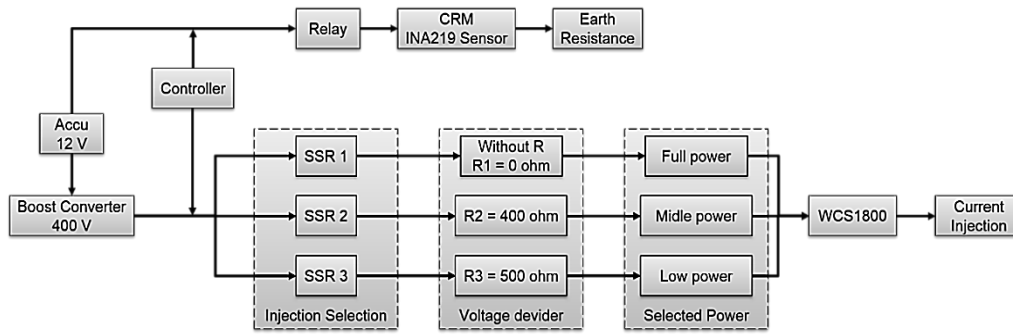 Relay
CRM
INA219 Sensor
Earth
Resistance
Controller
Accu
12 V
Boost Converter
400 V
SSR 1
SSR 2
SSR 3
Injection Selection
Without R
R1 = 0 ohm
R2 = 400 ohm
R3 = 500 ohm
Voltage devider
Full power
Midle power
Low power
Selected Power
WCS1800
Current
Injection